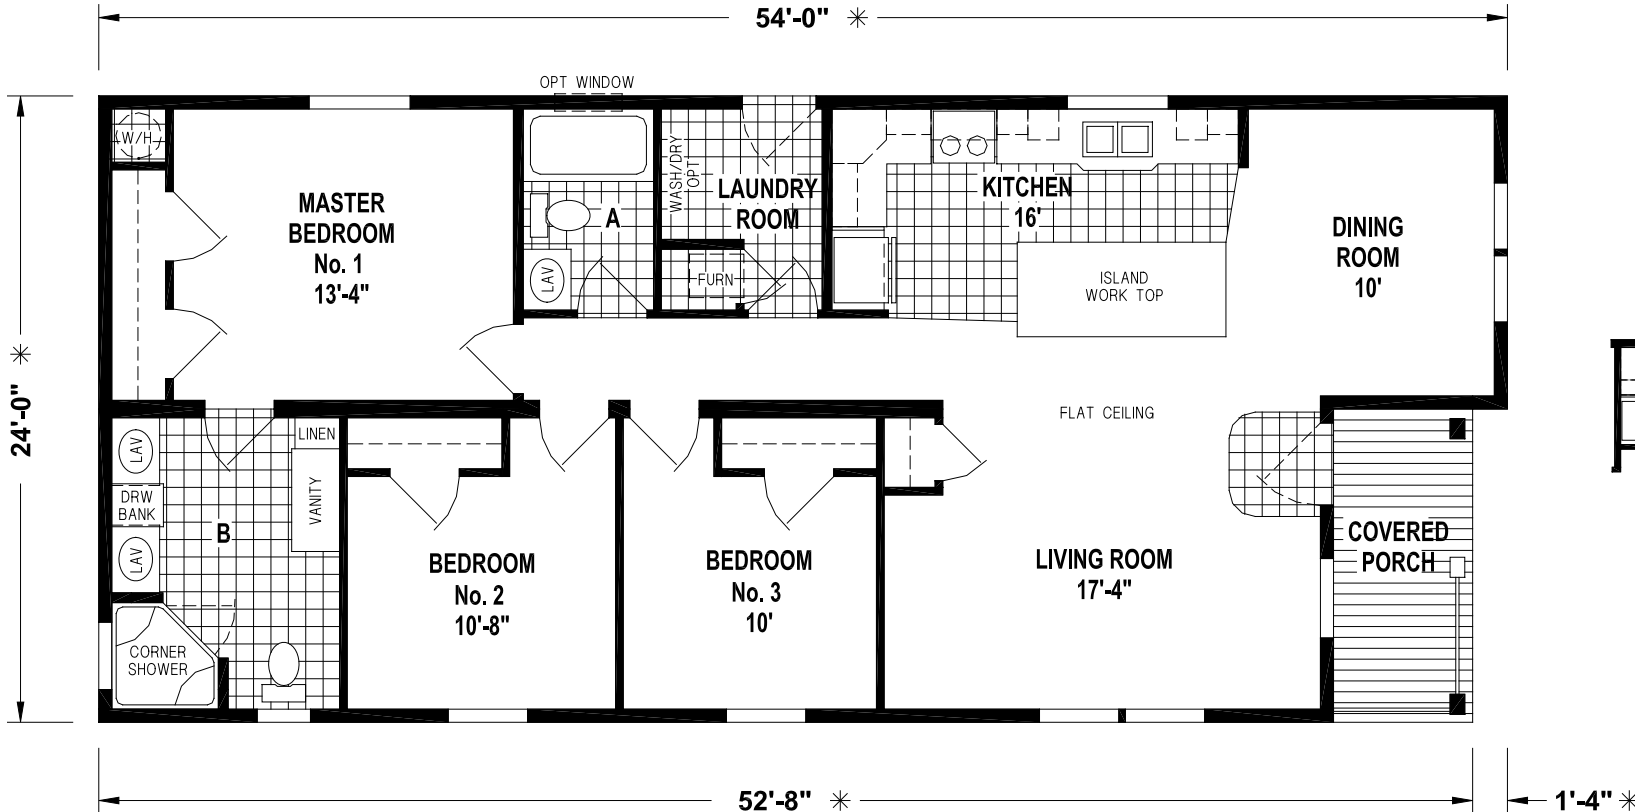 54'-0" ✳
OPT WINDOW
W/H
MASTER
BEDROOM
No. 1
13'-4"
A
LAV
WASH/DRY
OPT
LAUNDRY
ROOM
FURN
KITCHEN
16'
ISLAND
WORK TOP
DINING
ROOM
10'
24'-0" ✳
FLAT CEILING
LAV
DRW
BANK
LAV
B
LINEN
VANITY
CORNER
SHOWER
BEDROOM
No. 2
10'-8"
BEDROOM
No. 3
10'
LIVING ROOM
17'-4"
COVERED
PORCH
52'-8" ✳
1'-4" ✳